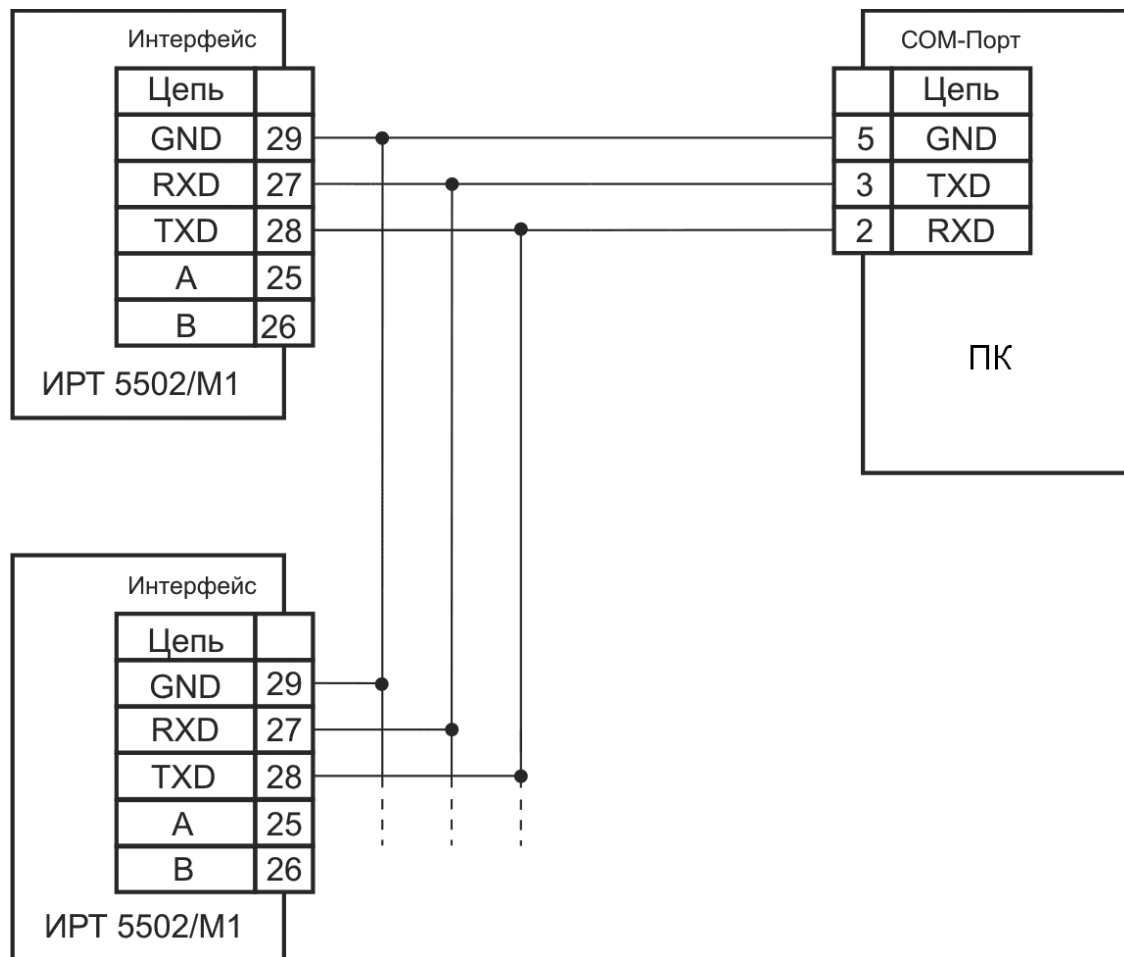 Интерфейс
Цепь
GND 29
RXD 27
TXD 28
A 25
B 26
ИРТ 5502/М1
COM-Порт
Цепь
5 GND
3 TXD
2 RXD
ПК
Интерфейс
Цепь
GND 29
RXD 27
TXD 28
A 25
B 26
ИРТ 5502/М1